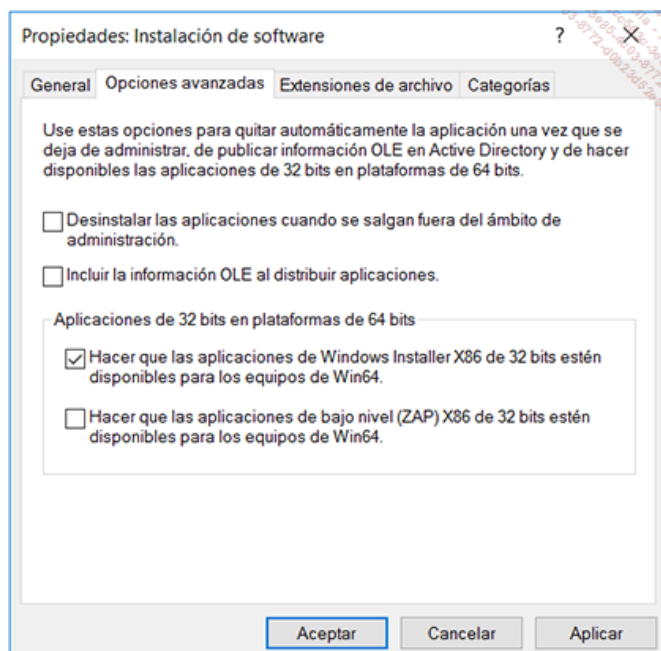 Propiedades: Instalación de software
General Opciones avanzadas Extensiones de archivo Categorías
Use estas opciones para quitar automáticamente la aplicación una vez que se
deja de administrar, de publicar información OLE en Active Directory y de hacer
disponibles las aplicaciones de 32 bits en plataformas de 64 bits.
Desinstalar las aplicaciones cuando se salgan fuera del ámbito de
administración.
Incluir la información OLE al distribuir aplicaciones.
Aplicaciones de 32 bits en plataformas de 64 bits
Hacer que las aplicaciones de Windows Installer X86 de 32 bits estén
disponibles para los equipos de Win64.
Hacer que las aplicaciones de bajo nivel (ZAP) X86 de 32 bits estén
disponibles para los equipos de Win64.
Aceptar Cancelar Aplicar